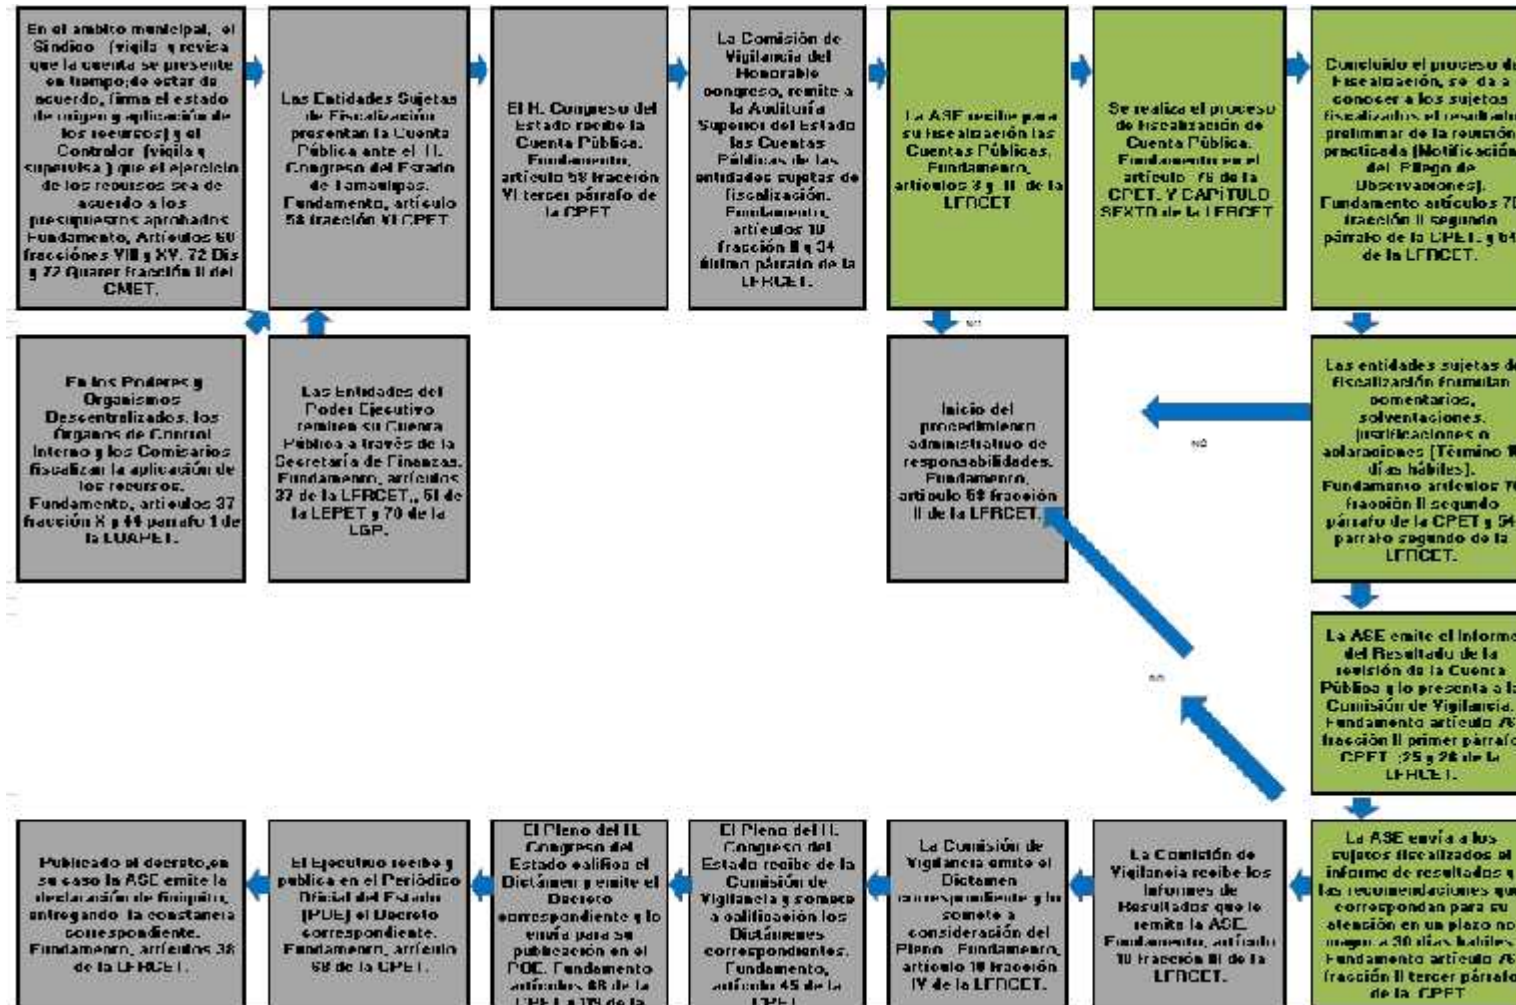 En el ambito municipal, el
Síndico (vigila y revisa
que la cuenta se presente
en tiempo;de estar de
acuerdo, firma el estado
de origen y aplicación de
los recursos) y el
Contralor (vigila y
supervisa ) que el ejercicio
de los recursos sea de
acuerdo a los
presupuestos aprobados.
Fundamento, Artículos 60
fracciónes VIII y XV, 72 Bis
y 72 Quater fracción II del
CMET.
Las Entidades Sujetas
de Fiscalización
presentan la Cuenta
Pública ante el H.
Congreso del Estado
de Tamaulipas.
Fundamento, artículo
58 fracción VI CPET.
El H. Congreso del
Estado recibe la
Cuenta Pública.
Fundamento,
artículo 58 fracción
VI tercer párrafo de
la CPET
La Comisión de
Vigilancia del
Honorable
congreso, remite a
la Auditoría
Superior del Estado
las Cuentas
Públicas de las
entidades sujetas de
fiscalización.
Fundamento,
artículos 10
fracción II y 34
último párrafo de la
LFRCET.
La ASE recibe para
su fiscalización las
Cuentas Públicas.
Fundamento,
artículos 3 y de la
LFRCET
Se realiza el proceso
de fiscalización de
Cuenta Pública.
Fundamento en el
artículo 76 de la
CPET. Y CAPÍTULO
SEXTO de la LFRCET
Concluido el proceso de
Fiscalización, se da a
conocer a los sujetos
fiscalizados el resultado
preliminar de la revisión
practicada (Notificación
del Pliego de
Observaciones).
Fundamento artículos
fracción II segundo
párrafo de la CPET. y
de la LFRCET.
NO
En los Poderes y
Organismos
Descentralizados, los
Órganos de Control
Interno y los Comisarios
fiscalizan la aplicación de
los recursos.
Fundamento, artículos 37
fracción X y 44 párrafo 1 de
la LOAPET.
Las Entidades del
Poder Ejecutivo
remiten su Cuenta
Pública a través de la
Secretaría de Finanzas.
Fundamento, artículos
37 de la LFRCET., 51 de
la LEPET y 70 de la
LGP.
Inicio del
procedimiento
administrativo de
responsabilidades.
Fundamento,
artículo fracción
II de la LFRCET.
NO
Las entidades sujetas de
fiscalización formulan
comentarios,
solventaciones,
justificaciones o
aclaraciones (Término
días hábiles).
Fundamento artículos
fracción II segundo
párrafo de la CPET y 54
párrafo segundo de la
LFRCET.
NO
La ASE emite el Informe
del Resultado de la
revisión de la Cuenta
Pública y lo presenta a la
Comisión de Vigilancia.
Fundamento artículo 76
fracción II primer párrafo
CPET ;25 y 26 de la
LFRCET.
Publicado el decreto,en
su caso la ASE emite la
declaración de finiquito,
entregando la constancia
correspondiente.
Fundamento, artículos 38
de la LFRCET.
El Ejecutivo recibe y
publica en el Periódico
Oficial del Estado
(POE) el Decreto
correspondiente.
Fundamento, artículo
68 de la CPET.
El Pleno del H.
Congreso del
Estado califica el
Dictámen y emite el
Decreto
correspondiente y lo
envía para su
publicación en el
POE. Fundamento
artículos de la
CPET y de la
El Pleno del H.
Congreso del
Estado recibe de la
Comisión de
Vigilancia y somete
a calificación los
Dictámenes
correspondientes.
Fundamento,
artículo 45 de la
CPET
La Comisión de
Vigilancia emite el
Dictamen
correspondiente y lo
somete a
consideración del
Pleno. Fundamento,
artículo 10 fracción
IV de la LFRCET.
La Comisión de
Vigilancia recibe los
Informes de
Resultados que le
remite la ASE.
Fundamento, artículo
10 fracción III de la
LFRCET.
La ASE envía a los
sujetos fiscalizados el
informe de resultados y
las recomendaciones que
correspondan para su
atención en un plazo no
mayor a 30 días hábiles.
Fundamento artículo 76
fracción II tercer párrafo
de la CPET